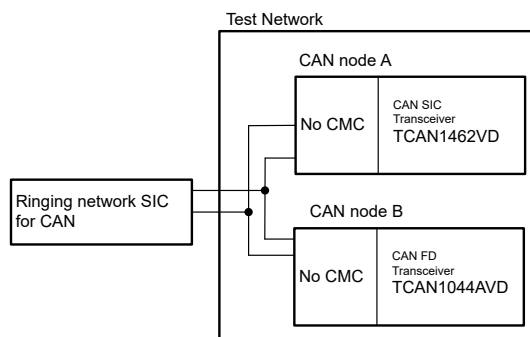 Test Network
CAN node A
No CMC
CAN SIC
Transceiver
TCAN1462VD
Ringing network SIC
for CAN
CAN node B
No CMC
CAN FD
Transceiver
TCAN1044AVD